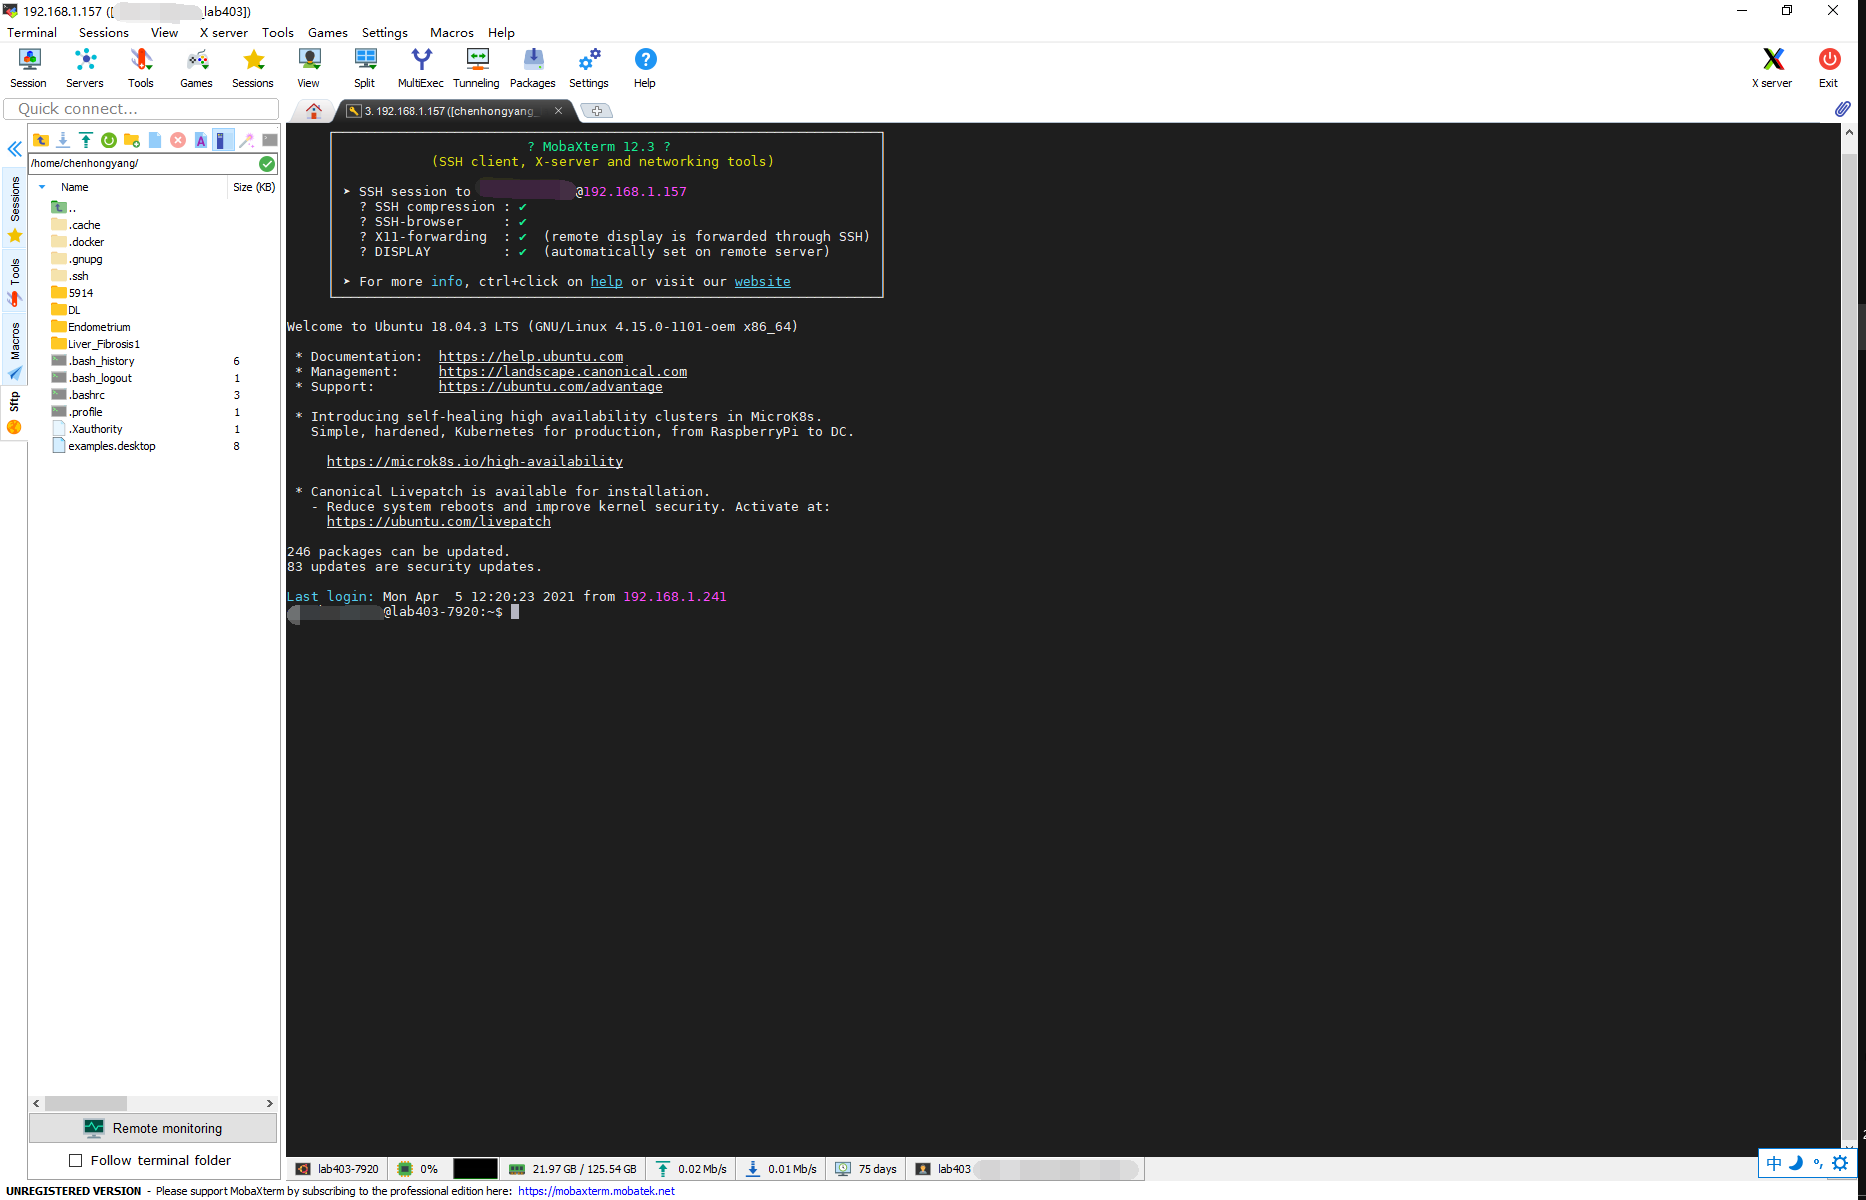 192.168.1.157 ([ _lab403])
Terminal Sessions View X server Tools Games Settings Macros Help
Session Servers Tools Games Sessions View Split MultiExec Tunneling Packages Settings Help X server Exit
Quick connect...
3. 192.168.1.157 ([chenhongyang_
/home/chenhongyang/
Name Size (KB)
..
.cache
.docker
.gnupg
.ssh
5914
DL
Endometrium
Liver_Fibrosis1
.bash_history 6
.bash_logout 1
.bashrc 3
.profile 1
.Xauthority 1
examples.desktop 8
Sessions
Tools
Macros
Sftp
Remote monitoring
Follow terminal folder
? MobaXterm 12.3 ?
(SSH client, X-server and networking tools)
➤ SSH session to @192.168.1.157
? SSH compression : ✔
? SSH-browser : ✔
? X11-forwarding : ✔ (remote display is forwarded through SSH)
? DISPLAY : ✔ (automatically set on remote server)
➤ For more info, ctrl+click on help or visit our website
Welcome to Ubuntu 18.04.3 LTS (GNU/Linux 4.15.0-1101-oem x86_64)
* Documentation: https://help.ubuntu.com
* Management: https://landscape.canonical.com
* Support: https://ubuntu.com/advantage
* Introducing self-healing high availability clusters in MicroK8s.
Simple, hardened, Kubernetes for production, from RaspberryPi to DC.
https://microk8s.io/high-availability
* Canonical Livepatch is available for installation.
- Reduce system reboots and improve kernel security. Activate at:
https://ubuntu.com/livepatch
246 packages can be updated.
83 updates are security updates.
Last login: Mon Apr  5 12:20:23 2021 from 192.168.1.241
@lab403-7920:~$
lab403-7920 0% 21.97 GB / 125.54 GB 0.02 Mb/s 0.01 Mb/s 75 days lab403
中
UNREGISTERED VERSION - Please support MobaXterm by subscribing to the professional edition here: https://mobaxterm.mobatek.net